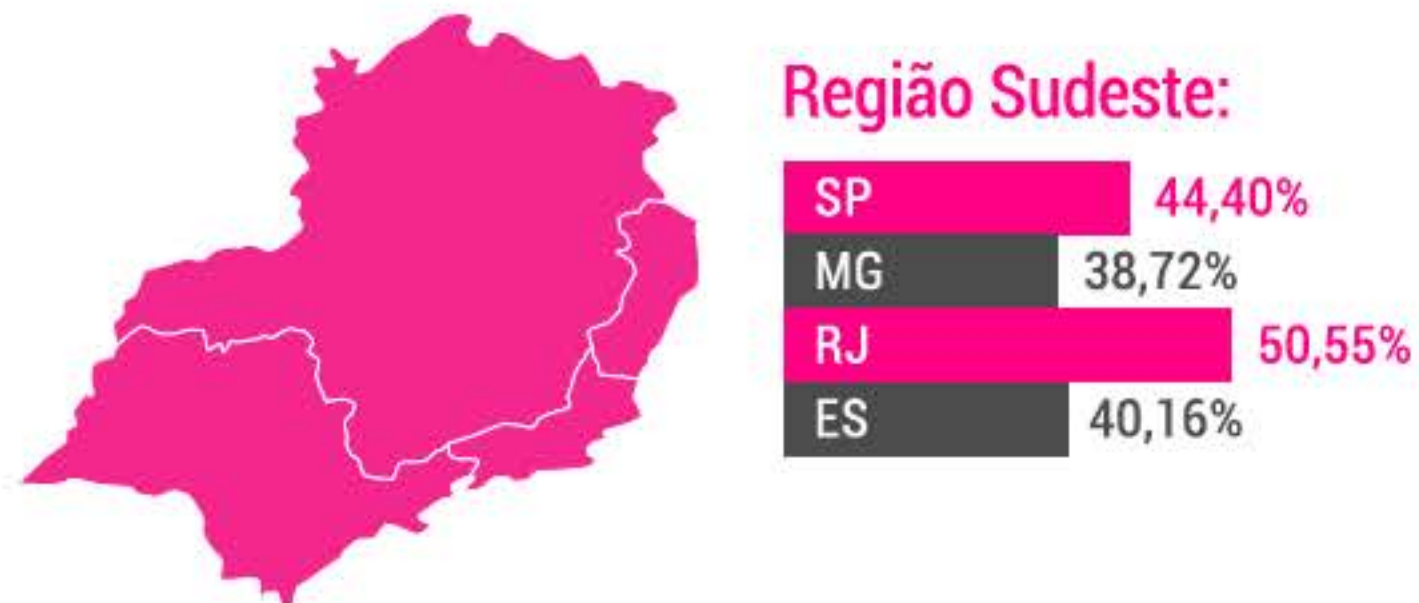 Região Sudeste:
SP 44,40%
MG 38,72%
RJ 50,55%
ES 40,16%